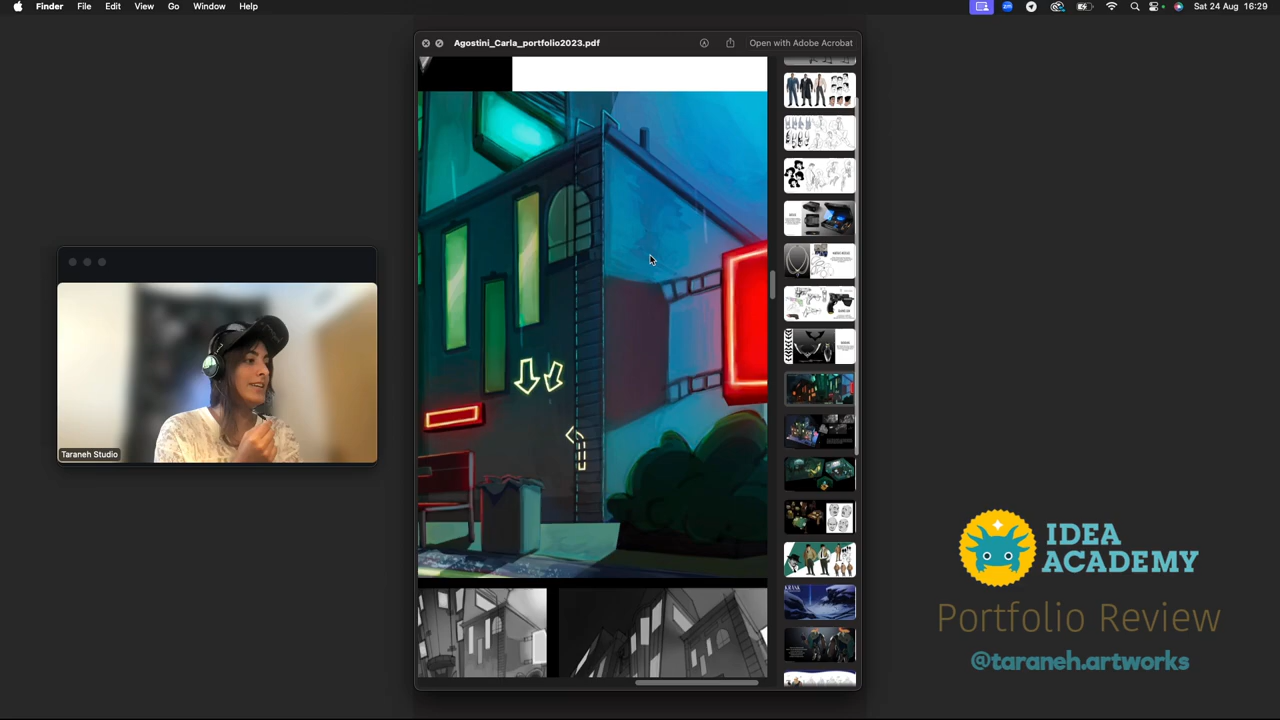 Finder File Edit View Go Window Help
Sat 24 Aug 16:29
Agostini_Carla_portfolio2023.pdf
Open with Adobe Acrobat
Taraneh Studio
IDEA
ACADEMY
Portfolio Review
@taraneh.artworks